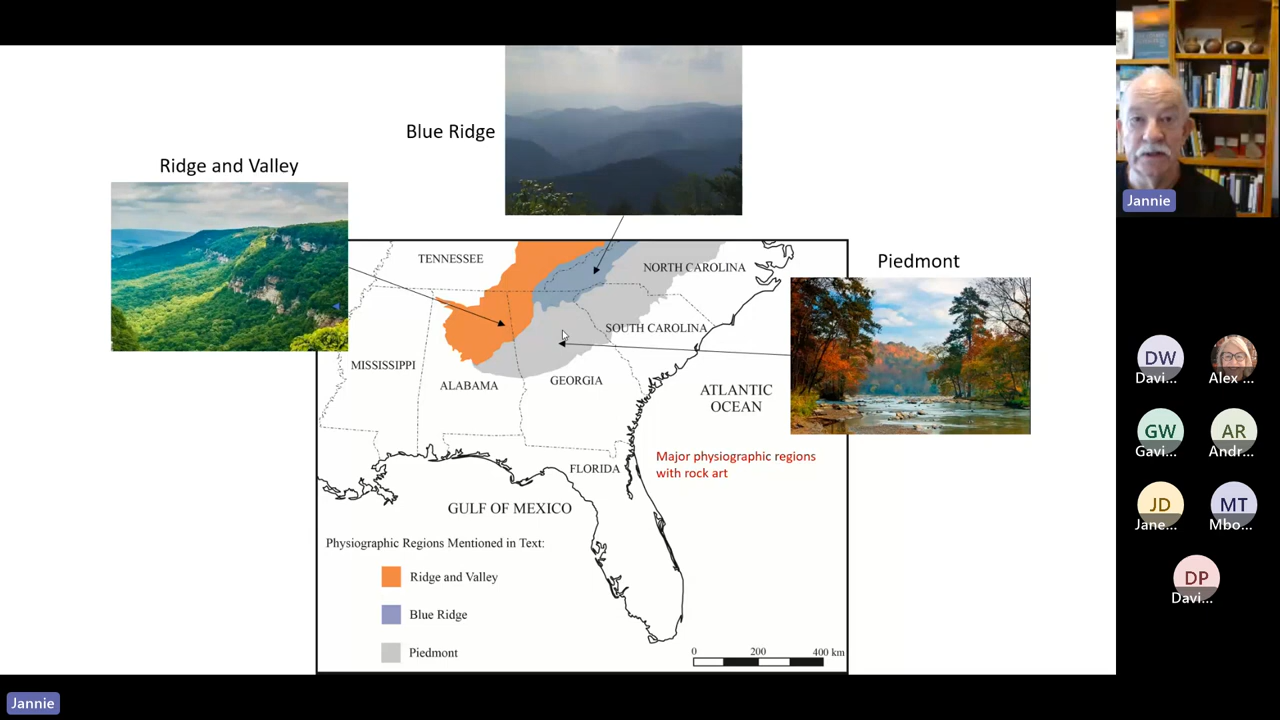 Blue Ridge
Ridge and Valley
Piedmont
TENNESSEE
NORTH CAROLINA
SOUTH CAROLINA
MISSISSIPPI
ALABAMA
GEORGIA
ATLANTIC
OCEAN
Major physiographic regions
with rock art
FLORIDA
GULF OF MEXICO
Physiographic Regions Mentioned in Text:
Ridge and Valley
Blue Ridge
Piedmont
0 200 400 km
Jannie
DW
Davi...
Alex ...
GW
Gavi...
AR
Andr...
JD
Jane...
MT
Mbo...
DP
Davi...
Jannie